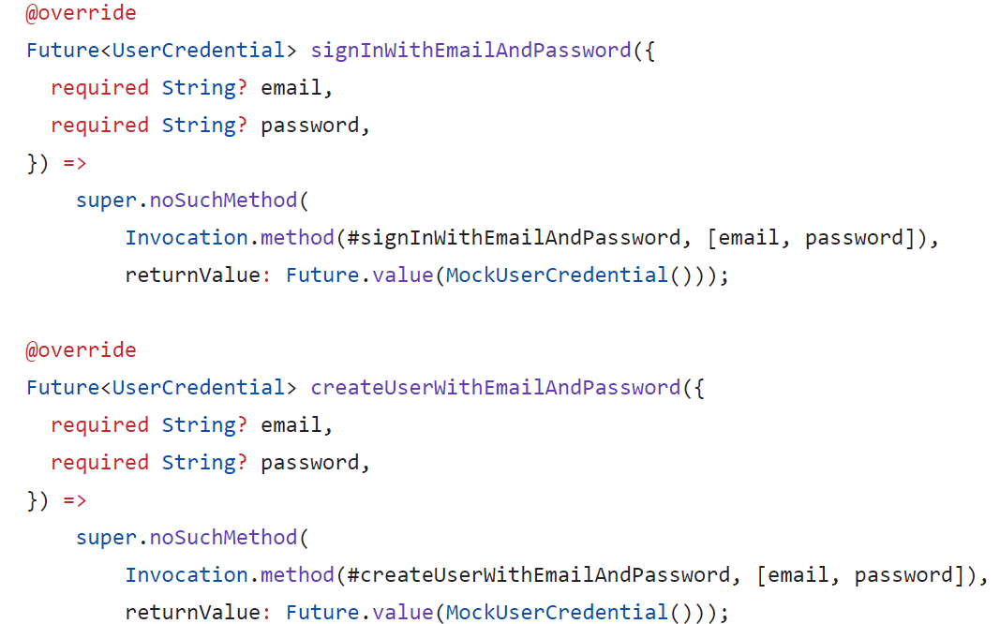 @override
Future<UserCredential> signInWithEmailAndPassword({
  required String? email,
  required String? password,
}) =>
    super.noSuchMethod(
        Invocation.method(#signInWithEmailAndPassword, [email, password]),
        returnValue: Future.value(MockUserCredential()));

@override
Future<UserCredential> createUserWithEmailAndPassword({
  required String? email,
  required String? password,
}) =>
    super.noSuchMethod(
        Invocation.method(#createUserWithEmailAndPassword, [email, password]),
        returnValue: Future.value(MockUserCredential()));